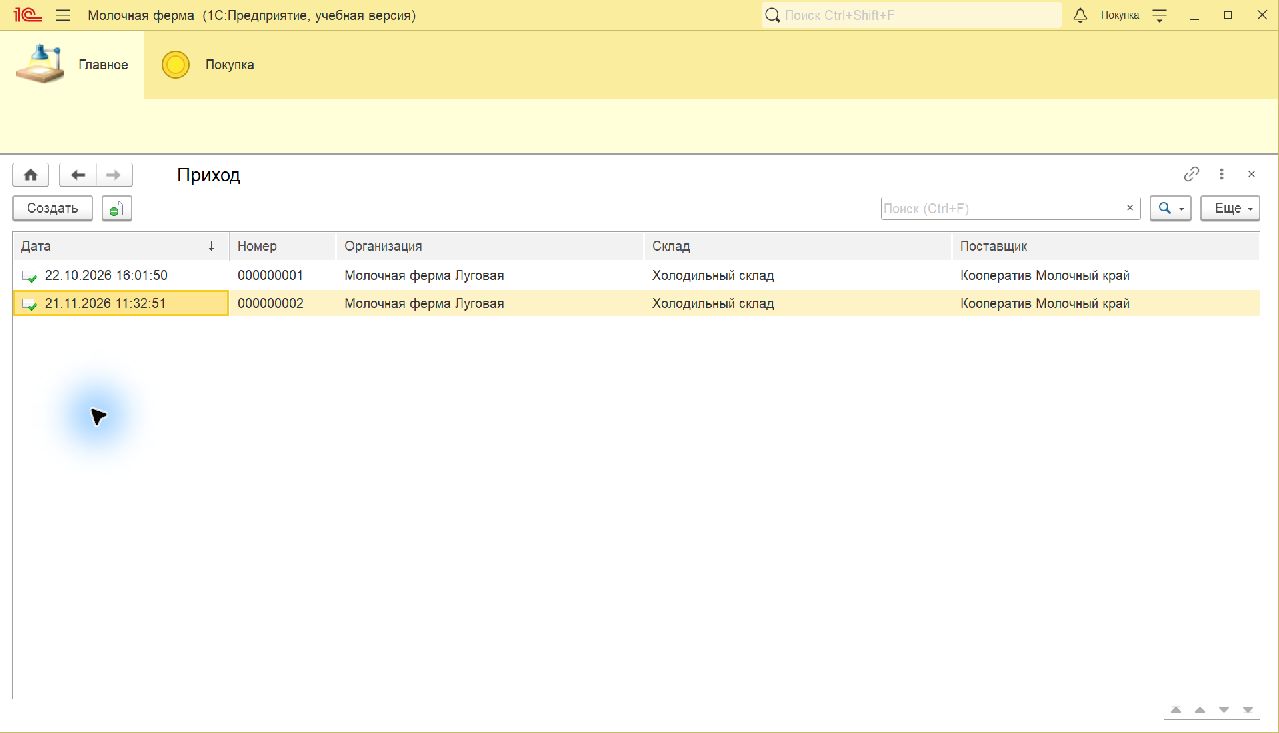 1С Молочная ферма (1С:Предприятие, учебная версия) Поиск Ctrl+Shift+F Покупка
Главное Покупка
Приход
Создать Поиск (Ctrl+F) × Еще
Дата ↓ Номер Организация Склад Поставщик
22.10.2026 16:01:50 000000001 Молочная ферма Луговая Холодильный склад Кооператив Молочный край
21.11.2026 11:32:51 000000002 Молочная ферма Луговая Холодильный склад Кооператив Молочный край